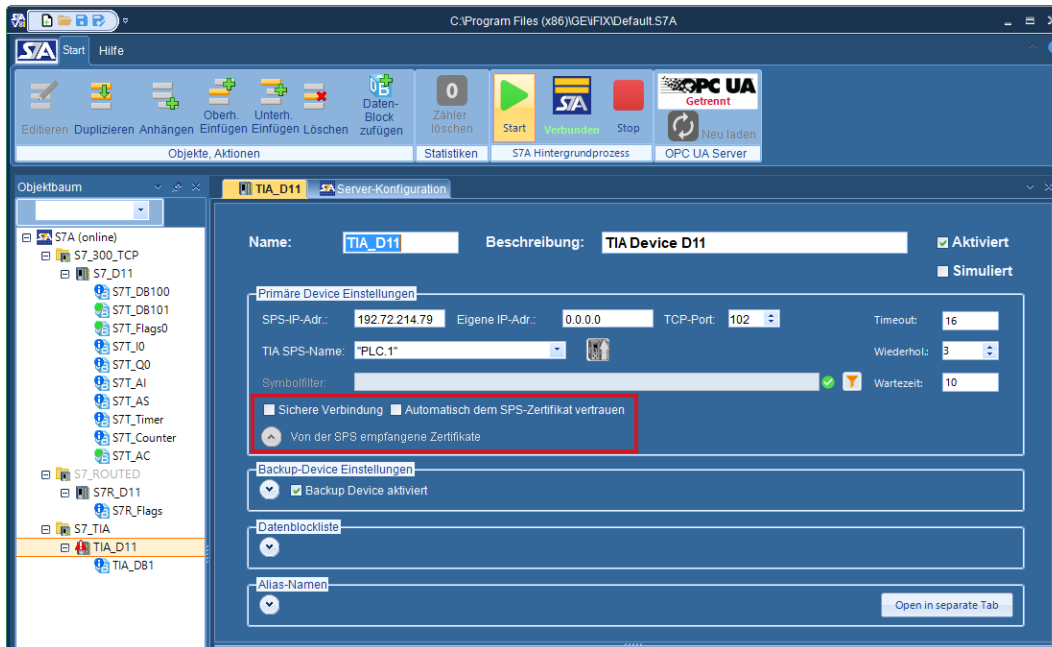 C:\Program Files (x86)\GE\iFIX\Default.S7A
S7A Start Hilfe
Editieren Duplizieren Anhängen Oberh. Einfügen Unterh. Einfügen Löschen Daten-Block zufügen
0 Zähler löschen
Start Verbunden Stop
OPC UA Getrennt Neu laden
Objekte, Aktionen Statistiken S7A Hintergrundprozess OPC UA Server
Objektbaum
TIA_D11 Server-Konfiguration
S7A (online)
S7_300_TCP
S7_D11
S7T_DB100
S7T_DB101
S7T_Flags0
S7T_I0
S7T_Q0
S7T_AI
S7T_AS
S7T_Timer
S7T_Counter
S7T_AC
S7_ROUTED
S7R_D11
S7R_Flags
S7_TIA
TIA_D11
TIA_DB1
Name: TIA_D11 Beschreibung: TIA Device D11 Aktiviert
Simuliert
Primäre Device Einstellungen
SPS-IP-Adr.: 192.72.214.79 Eigene IP-Adr.: 0.0.0.0 TCP-Port: 102 Timeout: 16
TIA SPS-Name: "PLC.1" Wiederhol.: 3
Symbolfilter: Wartezeit: 10
Sichere Verbindung Automatisch dem SPS-Zertifikat vertrauen
Von der SPS empfangene Zertifikate
Backup-Device Einstellungen
Backup Device aktiviert
Datenblockliste
Alias-Namen
Open in separate Tab